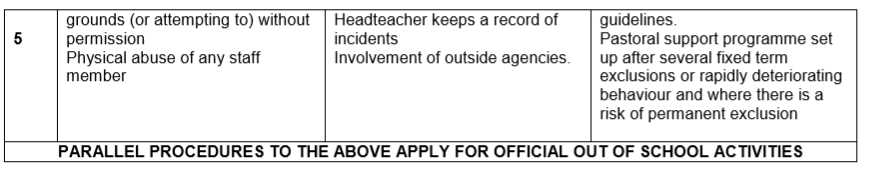 5
grounds (or attempting to) without
permission
Physical abuse of any staff
member
Headteacher keeps a record of
incidents
Involvement of outside agencies.
guidelines.
Pastoral support programme set
up after several fixed term
exclusions or rapidly deteriorating
behaviour and where there is a
risk of permanent exclusion
PARALLEL PROCEDURES TO THE ABOVE APPLY FOR OFFICIAL OUT OF SCHOOL ACTIVITIES